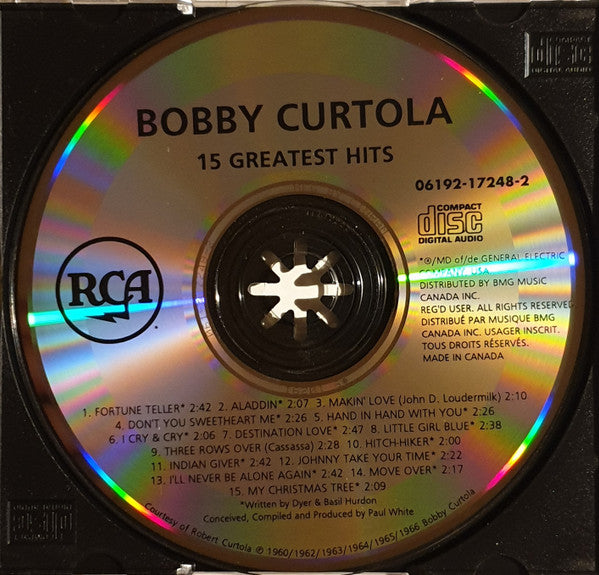 BOBBY CURTOLA
15 GREATEST HITS
06192-17248-2
COMPACT
disc
DIGITAL AUDIO
RCA
*®/MD of/de GENERAL ELECTRIC
COMPANY, USA
DISTRIBUTED BY BMG MUSIC
CANADA INC.
REG'D USER. ALL RIGHTS RESERVED
DISTRIBUÉ PAR MUSIQUE BMG
CANADA INC. USAGER INSCRIT.
TOUS DROITS RÉSERVÉS.
MADE IN CANADA
1. FORTUNE TELLER* 2:42 2. ALADDIN* 2:07 3. MAKIN' LOVE (John D. Loudermilk) 2:10
4. DON'T YOU SWEETHEART ME* 2:26 5. HAND IN HAND WITH YOU* 2:26
6. I CRY & CRY* 2:06 7. DESTINATION LOVE* 2:47 8. LITTLE GIRL BLUE* 2:38
9. THREE ROWS OVER (Cassassa) 2:28 10. HITCH-HIKER* 2:00
11. INDIAN GIVER* 2:42 12. JOHNNY TAKE YOUR TIME* 2:22
13. I'LL NEVER BE ALONE AGAIN* 2:42 14. MOVE OVER* 2:17
15. MY CHRISTMAS TREE* 2:09
*Written by Dyer & Basil Hurdon
Conceived, Compiled and Produced by Paul White
Courtesy of Robert Curtola ℗ 1960/1962/1963/1964/1965/1966 Bobby Curtola
COMPACT
disc
DIGITAL AUDIO